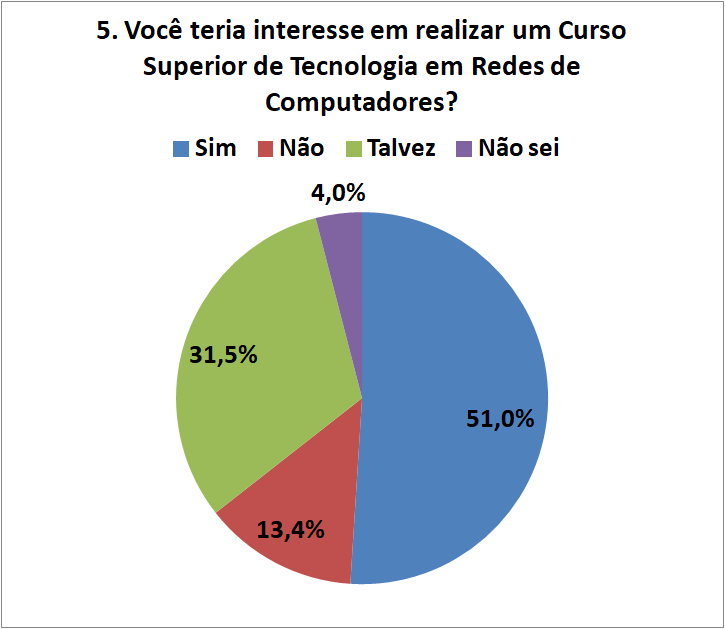 5. Você teria interesse em realizar um Curso
Superior de Tecnologia em Redes de
Computadores?
Sim Não Talvez Não sei
4,0%
31,5%
51,0%
13,4%